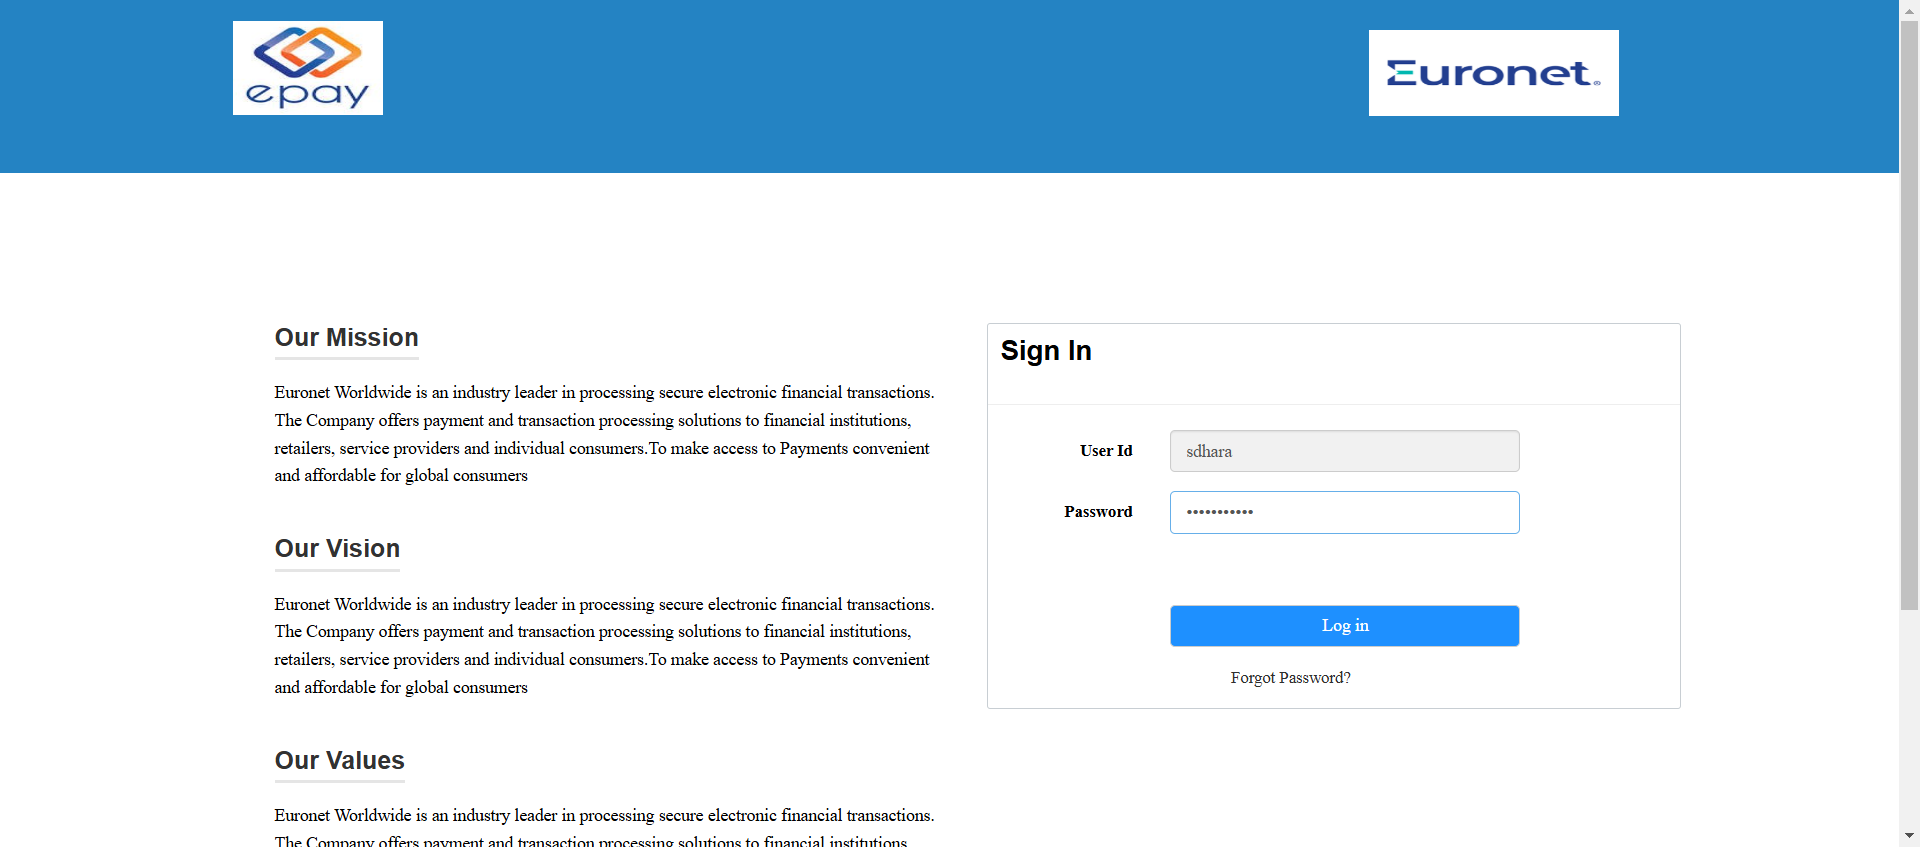 epay
Euronet®
Our Mission
Euronet Worldwide is an industry leader in processing secure electronic financial transactions.
The Company offers payment and transaction processing solutions to financial institutions,
retailers, service providers and individual consumers.To make access to Payments convenient
and affordable for global consumers
Our Vision
Euronet Worldwide is an industry leader in processing secure electronic financial transactions.
The Company offers payment and transaction processing solutions to financial institutions,
retailers, service providers and individual consumers.To make access to Payments convenient
and affordable for global consumers
Our Values
Euronet Worldwide is an industry leader in processing secure electronic financial transactions.
The Company offers payment and transaction processing solutions to financial institutions,
Sign In
User Id
sdhara
Password
•••••••••••
Log in
Forgot Password?